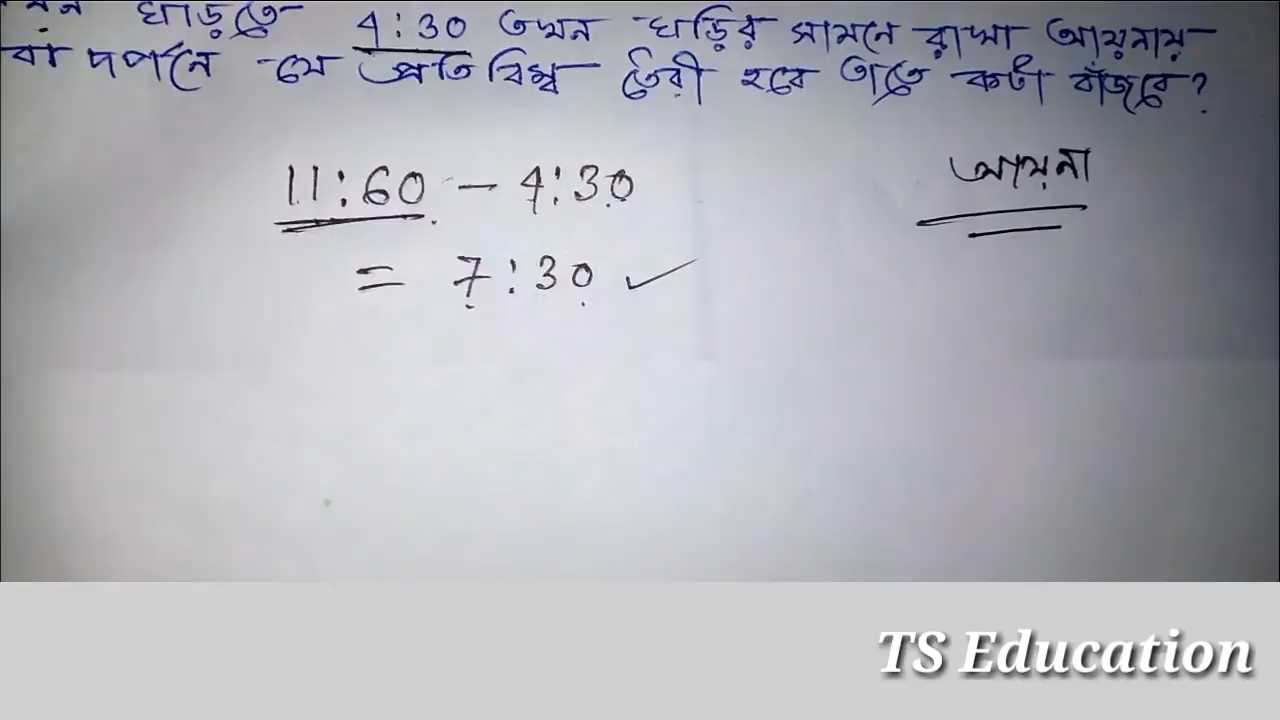 ঘড়িতে 4:30 তখন ঘড়ির সামনে রাখা আয়নায়
বা দর্পনে যে প্রতিবিম্ব তৈরী হবে তাতে কটা বাঁজবে?
আয়না
11:60 - 4:30
= 7:30 ✓
TS Education